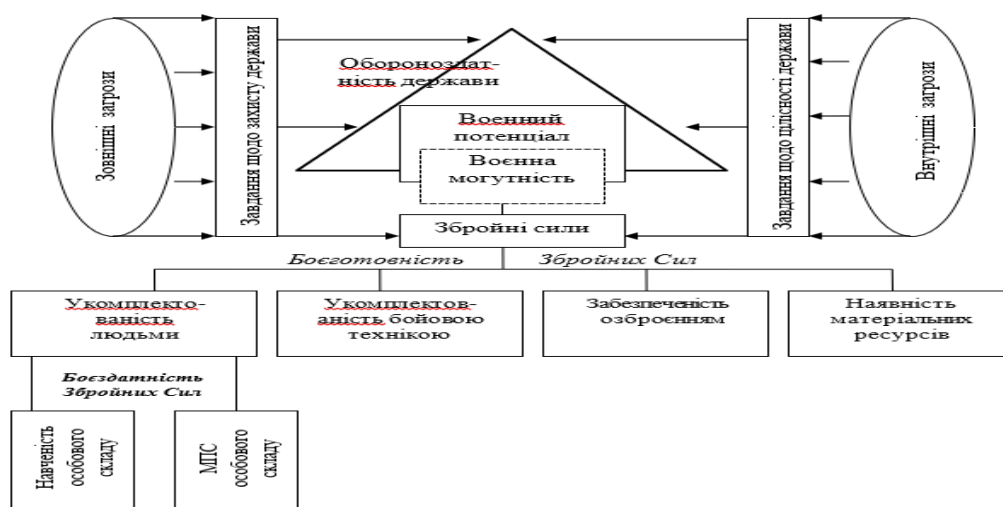 Зовнішні загрози
Завдання щодо захисту держави
Обороноздат-
ність держави
Воєнний
потенціал
Воєнна
могутність
Збройні сили
Завдання щодо цілісності держави
Внутрішні загрози
Боєготовність Збройних Сил
Укомплекто-
ваність
людьми
Укомплектов-
аність бойовою
технікою
Забезпеченість
озброєнням
Наявність
матеріальних
ресурсів
Боєздатність
Збройних Сил
Навченість
особового
складу
МПС
особового
складу